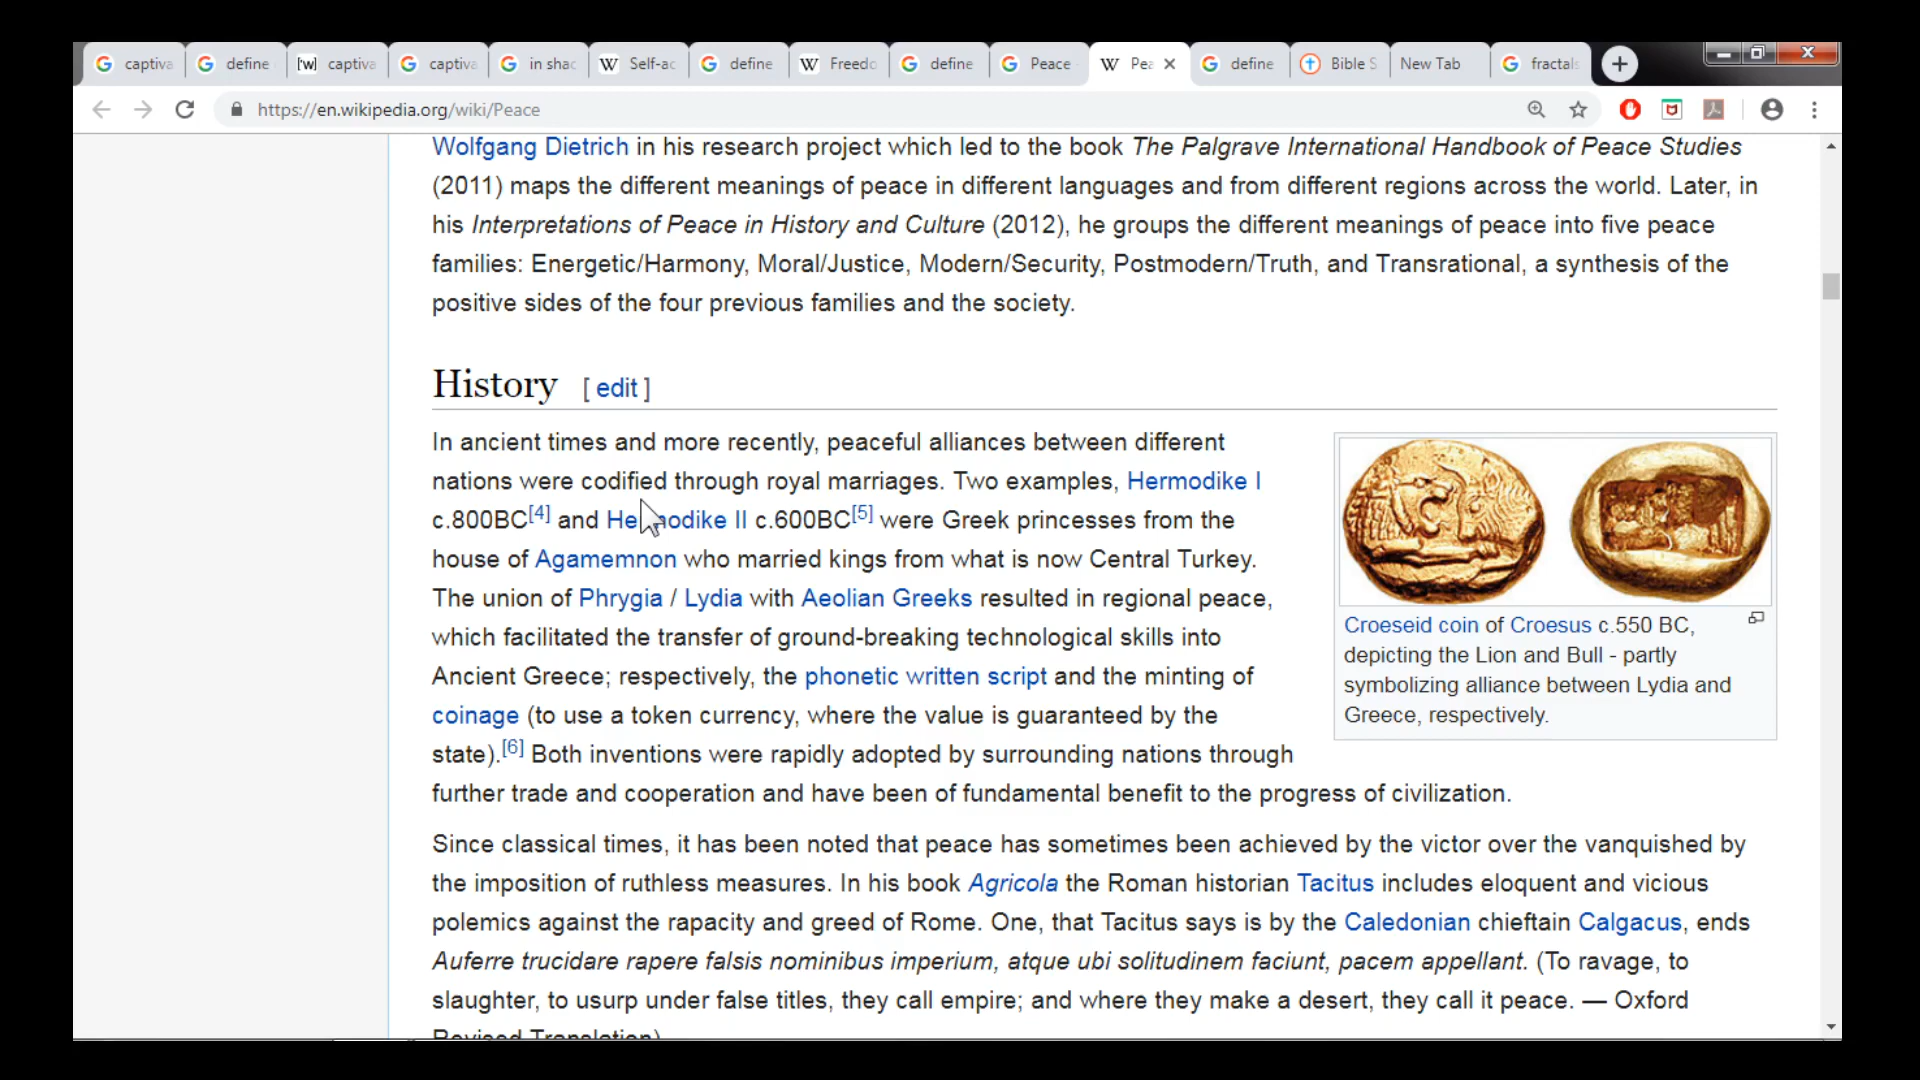 captiva
define
captiva
captiva
in shac
Self-ac
define
Freedo
define
Peace
Pea
define
Bible S
New Tab
fractals
https://en.wikipedia.org/wiki/Peace
Wolfgang Dietrich in his research project which led to the book The Palgrave International Handbook of Peace Studies
(2011) maps the different meanings of peace in different languages and from different regions across the world. Later, in
his Interpretations of Peace in History and Culture (2012), he groups the different meanings of peace into five peace
families: Energetic/Harmony, Moral/Justice, Modern/Security, Postmodern/Truth, and Transrational, a synthesis of the
positive sides of the four previous families and the society.
History [ edit ]
In ancient times and more recently, peaceful alliances between different
nations were codified through royal marriages. Two examples, Hermodike I
c.800BC[4] and Hermodike II c.600BC[5] were Greek princesses from the
house of Agamemnon who married kings from what is now Central Turkey.
The union of Phrygia / Lydia with Aeolian Greeks resulted in regional peace,
which facilitated the transfer of ground-breaking technological skills into
Ancient Greece; respectively, the phonetic written script and the minting of
coinage (to use a token currency, where the value is guaranteed by the
state).[6] Both inventions were rapidly adopted by surrounding nations through
further trade and cooperation and have been of fundamental benefit to the progress of civilization.
Croeseid coin of Croesus c.550 BC,
depicting the Lion and Bull - partly
symbolizing alliance between Lydia and
Greece, respectively.
Since classical times, it has been noted that peace has sometimes been achieved by the victor over the vanquished by
the imposition of ruthless measures. In his book Agricola the Roman historian Tacitus includes eloquent and vicious
polemics against the rapacity and greed of Rome. One, that Tacitus says is by the Caledonian chieftain Calgacus, ends
Auferre trucidare rapere falsis nominibus imperium, atque ubi solitudinem faciunt, pacem appellant. (To ravage, to
slaughter, to usurp under false titles, they call empire; and where they make a desert, they call it peace. — Oxford
Revised Translation)